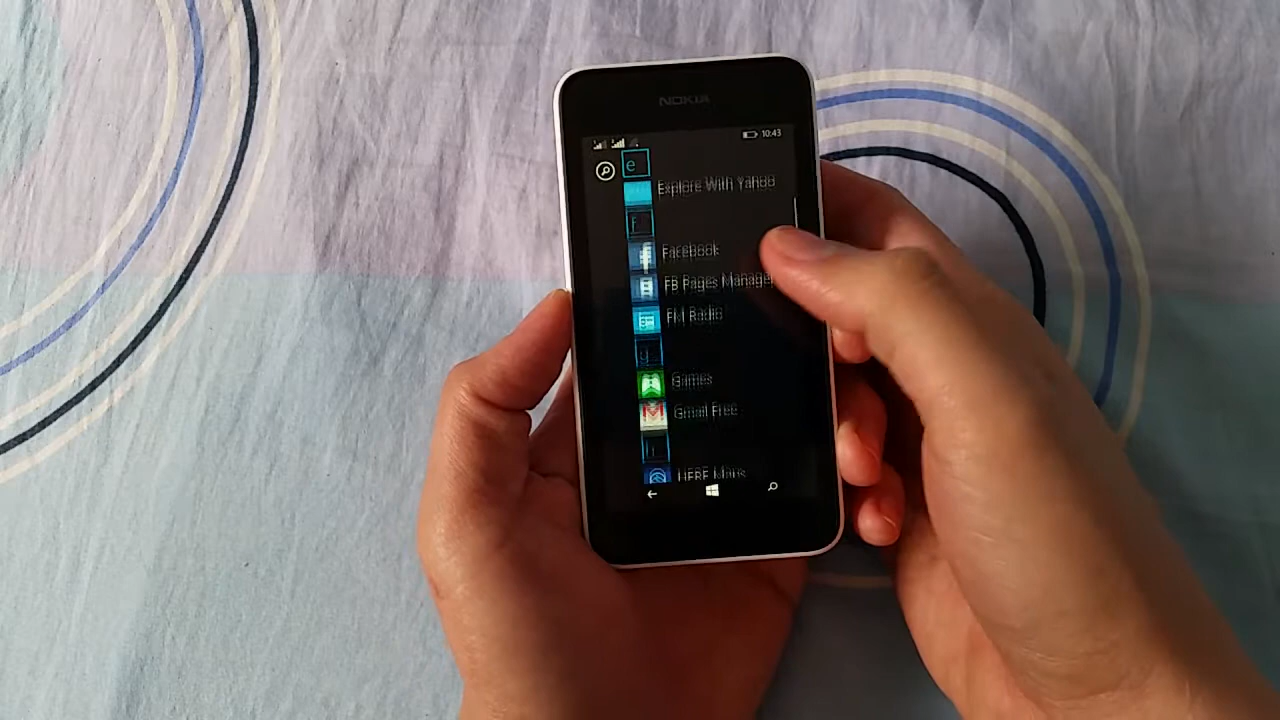 NOKIA
10:43
e
Explore With Yahoo
f
Facebook
FB Pages Manager
FM Radio
g
Games
Gmail Free
h
HERE Maps